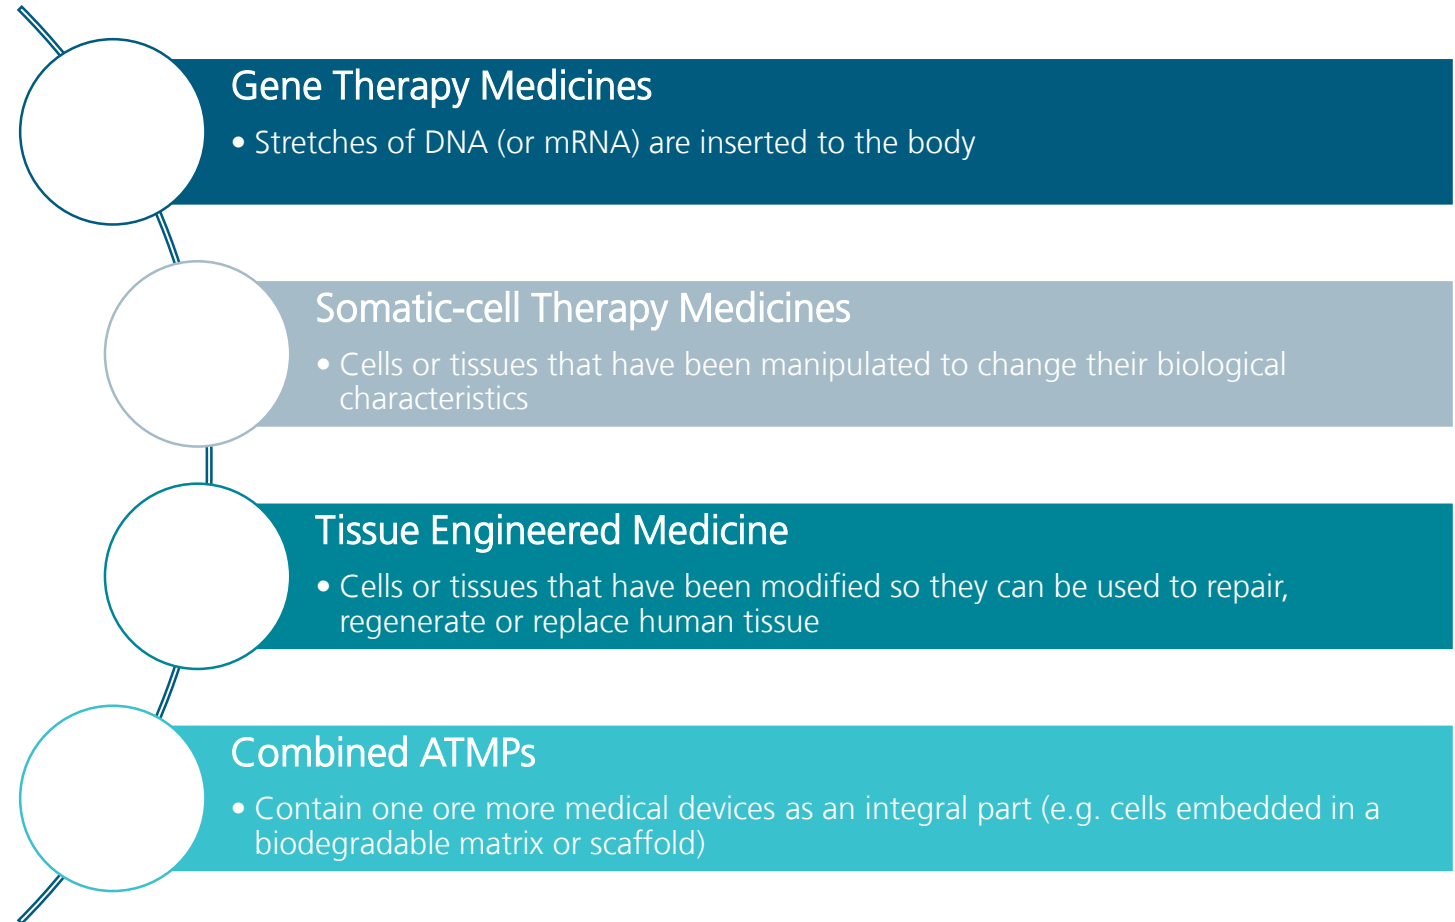 Gene Therapy Medicines
• Stretches of DNA (or mRNA) are inserted to the body
Somatic-cell Therapy Medicines
• Cells or tissues that have been manipulated to change their biological
characteristics
Tissue Engineered Medicine
• Cells or tissues that have been modified so they can be used to repair,
regenerate or replace human tissue
Combined ATMPs
• Contain one ore more medical devices as an integral part (e.g. cells embedded in a
biodegradable matrix or scaffold)